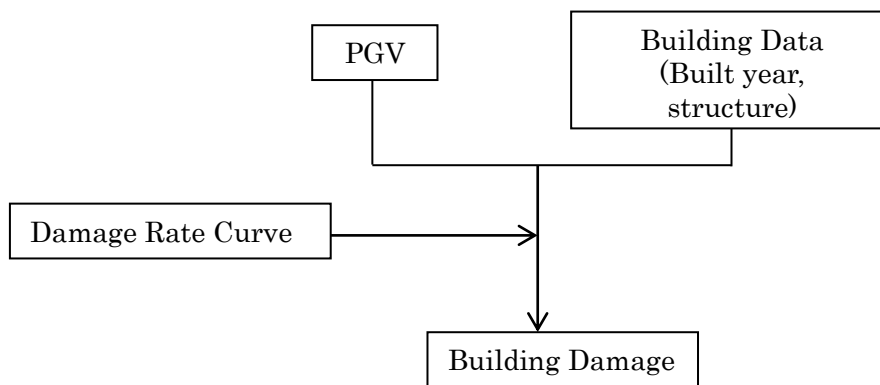 PGV
Building Data
(Built year,
structure)
Damage Rate Curve
Building Damage